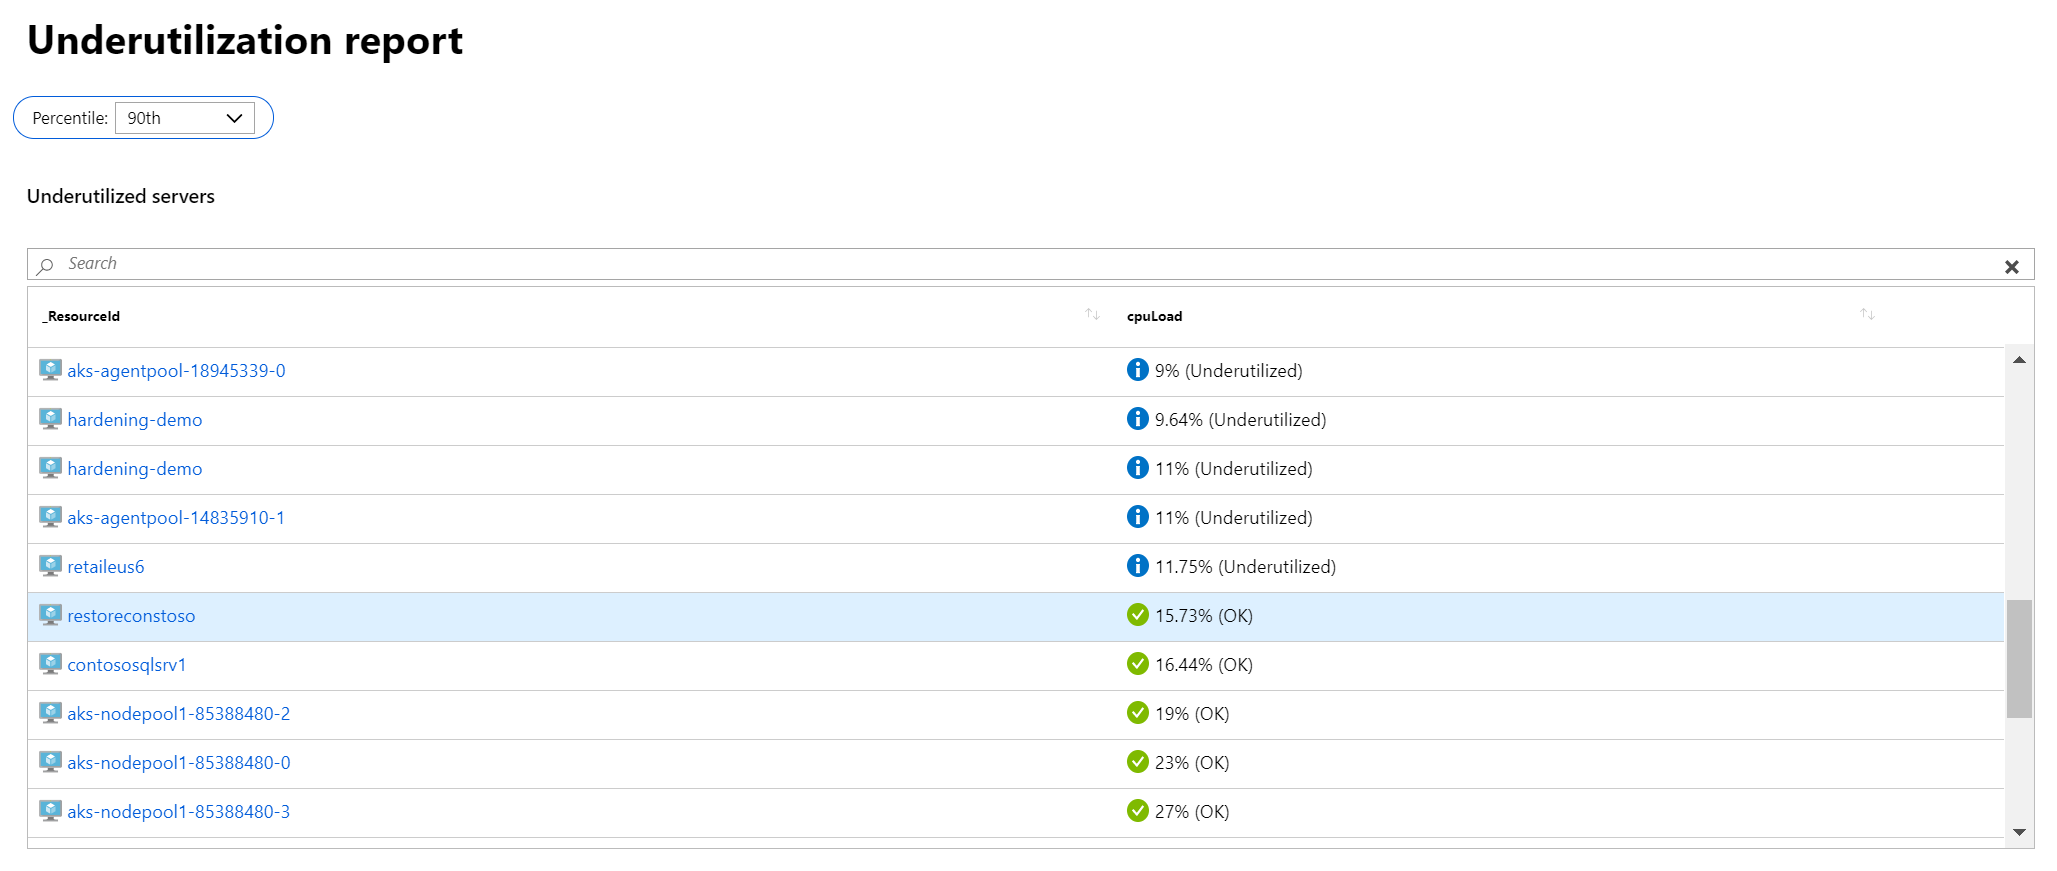 Underutilization report
Percentile: 90th
Underutilized servers
Search
_ResourceId cpuLoad
aks-agentpool-18945339-0 9% (Underutilized)
hardening-demo 9.64% (Underutilized)
hardening-demo 11% (Underutilized)
aks-agentpool-14835910-1 11% (Underutilized)
retaileus6 11.75% (Underutilized)
restoreconstoso 15.73% (OK)
contososqlsrv1 16.44% (OK)
aks-nodepool1-85388480-2 19% (OK)
aks-nodepool1-85388480-0 23% (OK)
aks-nodepool1-85388480-3 27% (OK)